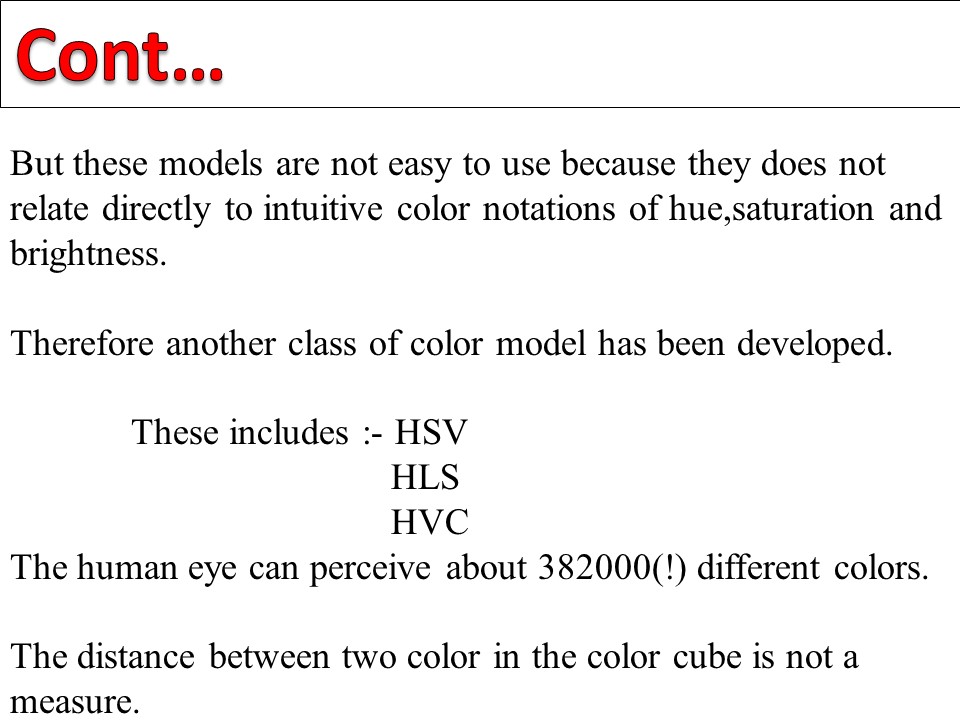 Cont...
But these models are not easy to use because they does not
relate directly to intuitive color notations of hue,saturation and
brightness.
Therefore another class of color model has been developed.
These includes :- HSV
HLS
HVC
The human eye can perceive about 382000(!) different colors.
The distance between two color in the color cube is not a
measure.